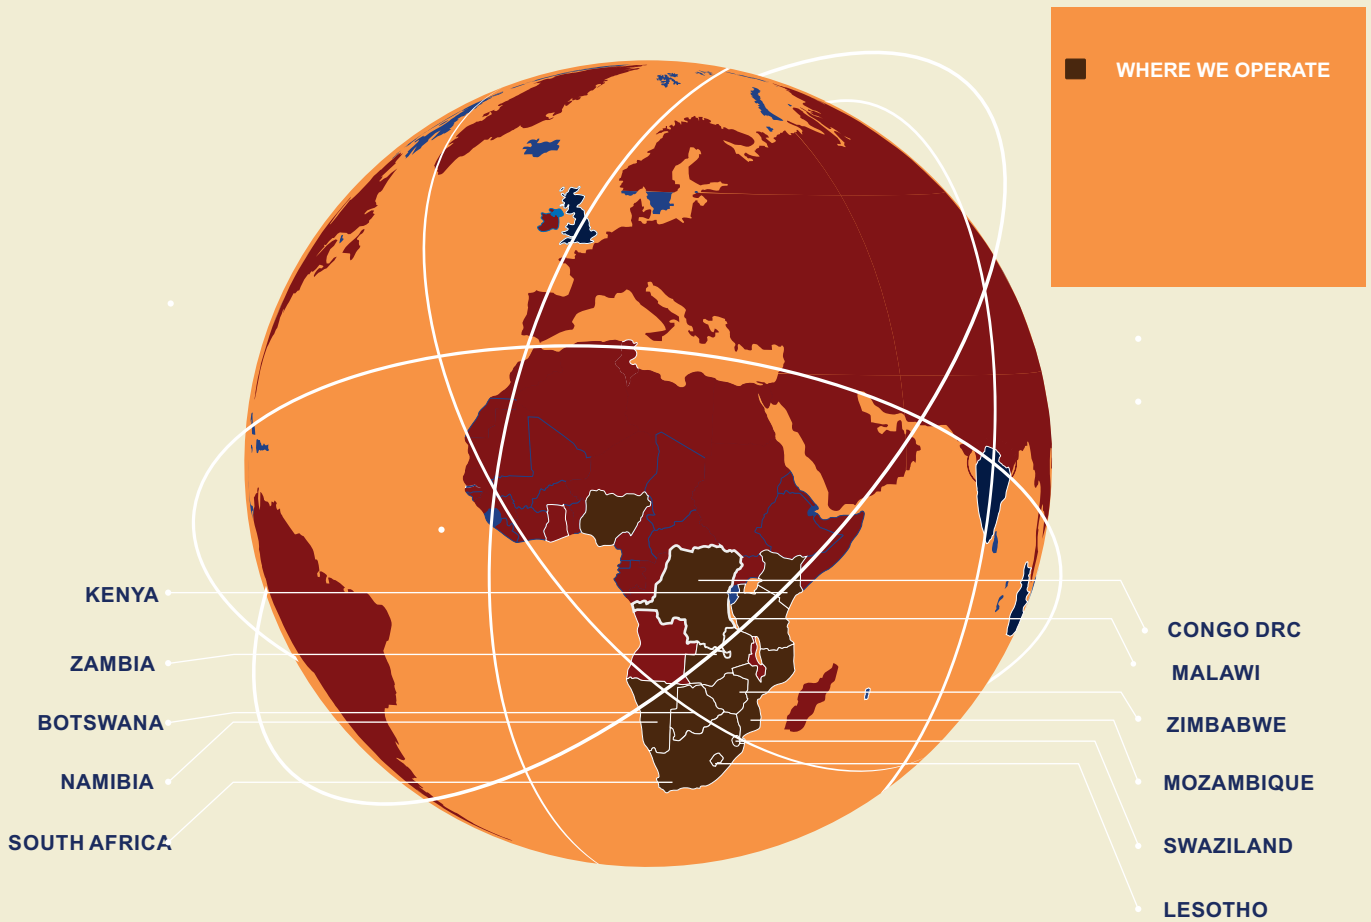 WHERE WE OPERATE
KENYA
ZAMBIA
BOTSWANA
NAMIBIA
SOUTH AFRICA
CONGO DRC
MALAWI
ZIMBABWE
MOZAMBIQUE
SWAZILAND
LESOTHO